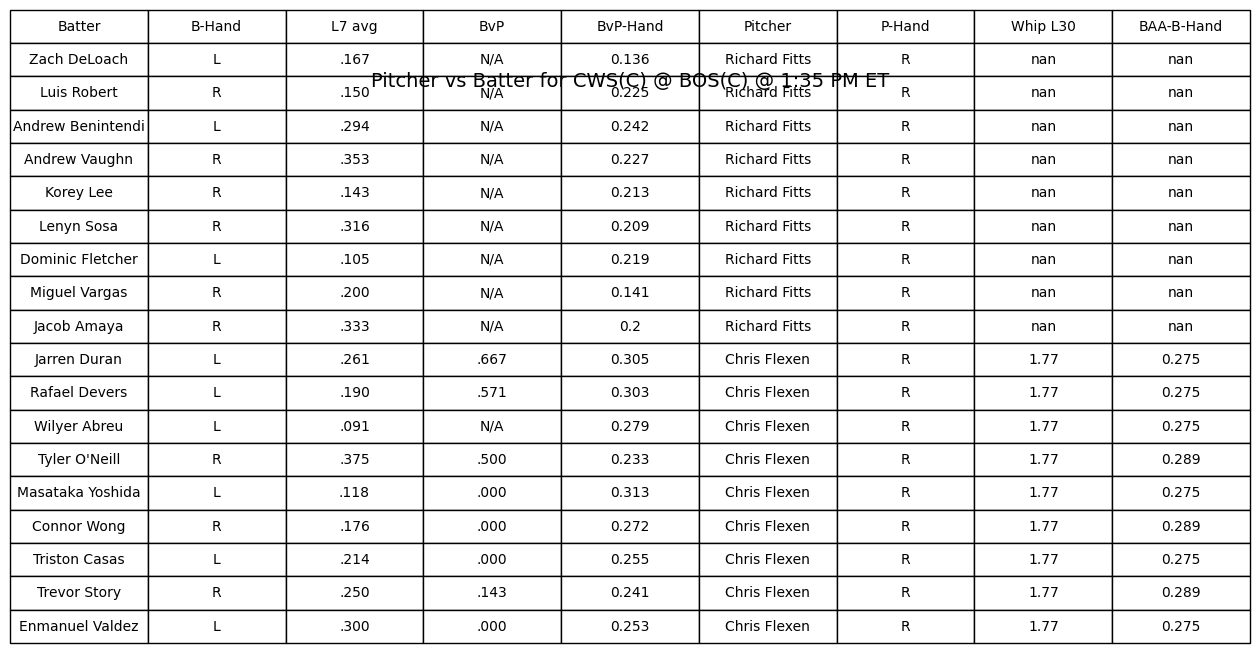 Batter B-Hand L7 avg BvP BvP-Hand Pitcher P-Hand Whip L30 BAA-B-Hand
Zach DeLoach L .167 N/A 0.136 Richard Fitts R nan nan
Pitcher vs Batter for CWS(C) @ BOS(C) @ 1:35 PM ET
Luis Robert R .150 N/A 0.225 Richard Fitts R nan nan
Andrew Benintendi L .294 N/A 0.242 Richard Fitts R nan nan
Andrew Vaughn R .353 N/A 0.227 Richard Fitts R nan nan
Korey Lee R .143 N/A 0.213 Richard Fitts R nan nan
Lenyn Sosa R .316 N/A 0.209 Richard Fitts R nan nan
Dominic Fletcher L .105 N/A 0.219 Richard Fitts R nan nan
Miguel Vargas R .200 N/A 0.141 Richard Fitts R nan nan
Jacob Amaya R .333 N/A 0.2 Richard Fitts R nan nan
Jarren Duran L .261 .667 0.305 Chris Flexen R 1.77 0.275
Rafael Devers L .190 .571 0.303 Chris Flexen R 1.77 0.275
Wilyer Abreu L .091 N/A 0.279 Chris Flexen R 1.77 0.275
Tyler O'Neill R .375 .500 0.233 Chris Flexen R 1.77 0.289
Masataka Yoshida L .118 .000 0.313 Chris Flexen R 1.77 0.275
Connor Wong R .176 .000 0.272 Chris Flexen R 1.77 0.289
Triston Casas L .214 .000 0.255 Chris Flexen R 1.77 0.275
Trevor Story R .250 .143 0.241 Chris Flexen R 1.77 0.289
Enmanuel Valdez L .300 .000 0.253 Chris Flexen R 1.77 0.275